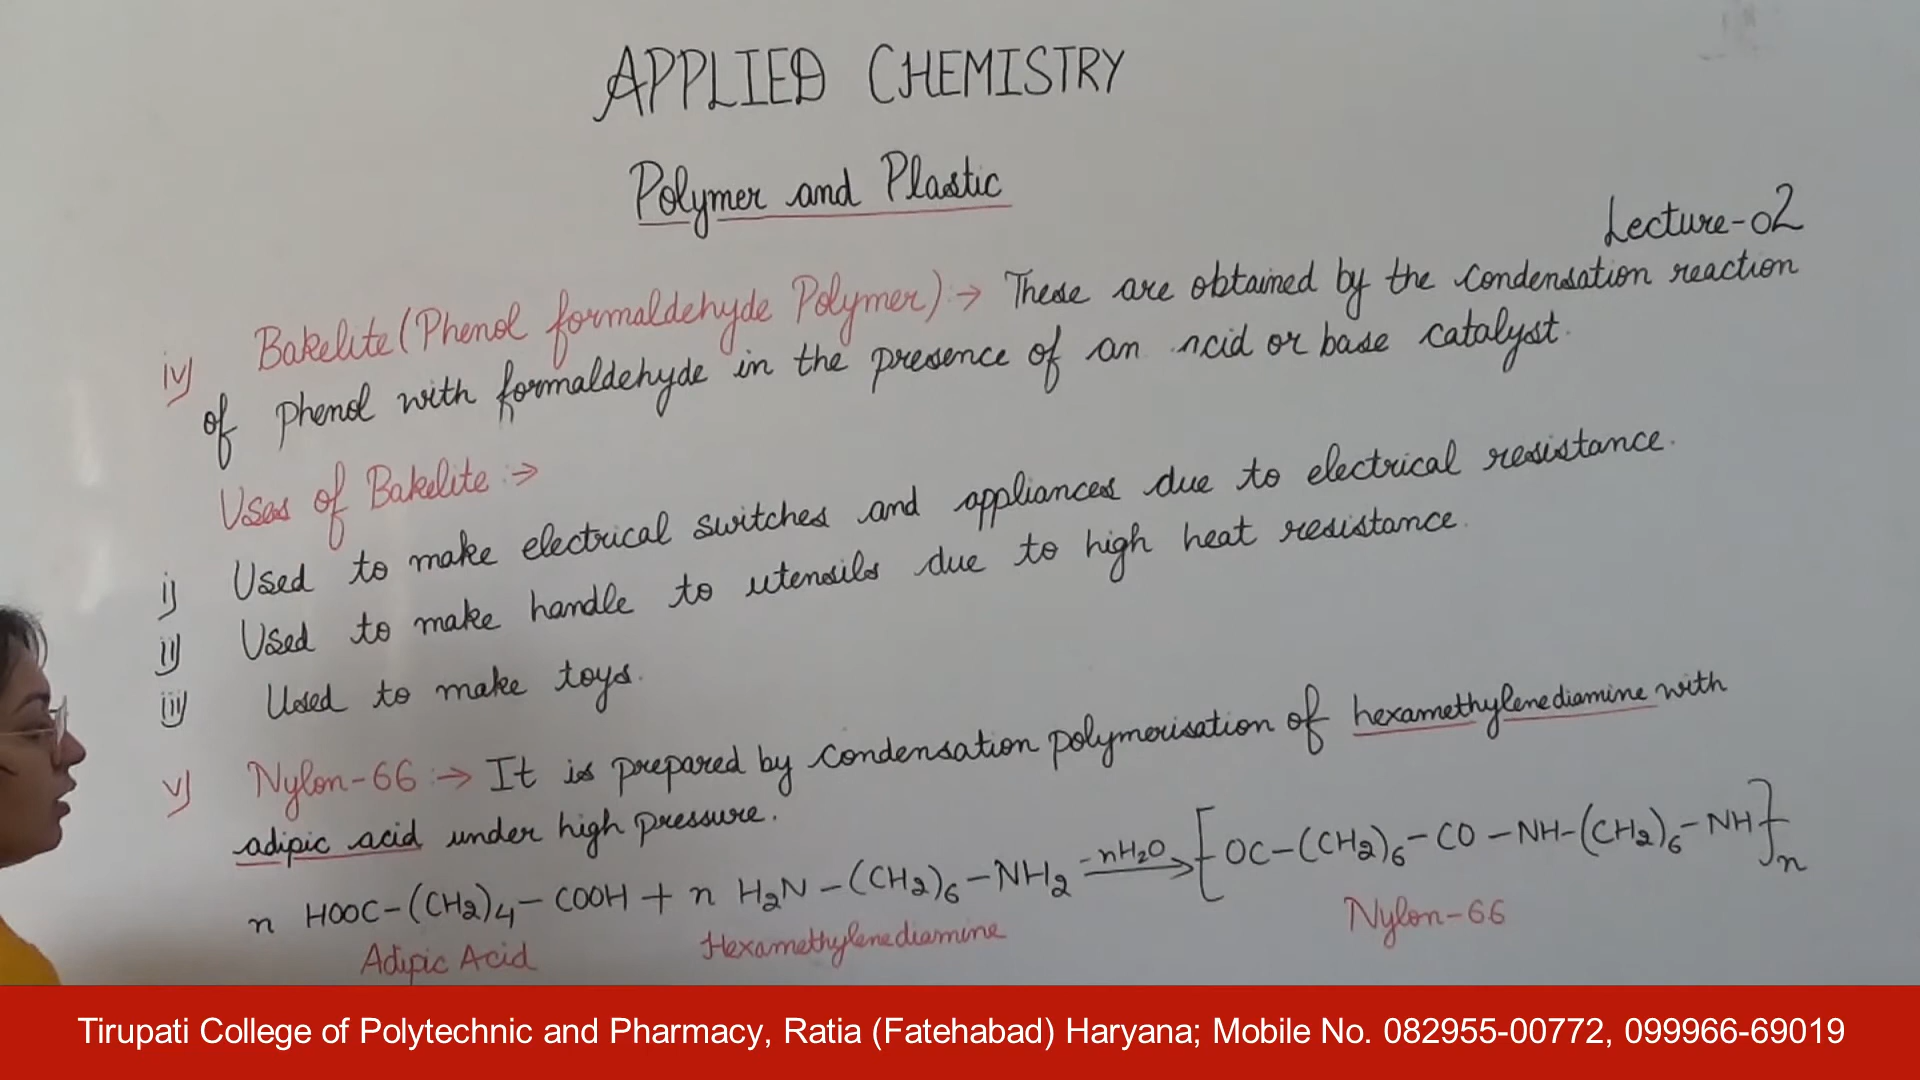 APPLIED CHEMISTRY
Polymer and Plastic
Lecture-02
iv) Bakelite (Phenol formaldehyde Polymer) :→ These are obtained by the condensation reaction
of phenol with formaldehyde in the presence of an acid or base catalyst.
Uses of Bakelite :→
i) Used to make electrical switches and appliances due to electrical resistance.
ii) Used to make handle to utensils due to high heat resistance.
iii) Used to make toys.
v) Nylon-66 :→ It is prepared by condensation polymerisation of hexamethylenediamine with
adipic acid under high pressure.
n HOOC-(CH2)4-COOH + n H2N-(CH2)6-NH2 -nH2O→ [OC-(CH2)6-CO-NH-(CH2)6-NH]n
Adipic Acid Hexamethylenediamine Nylon-66
Tirupati College of Polytechnic and Pharmacy, Ratia (Fatehabad) Haryana; Mobile No. 082955-00772, 099966-69019